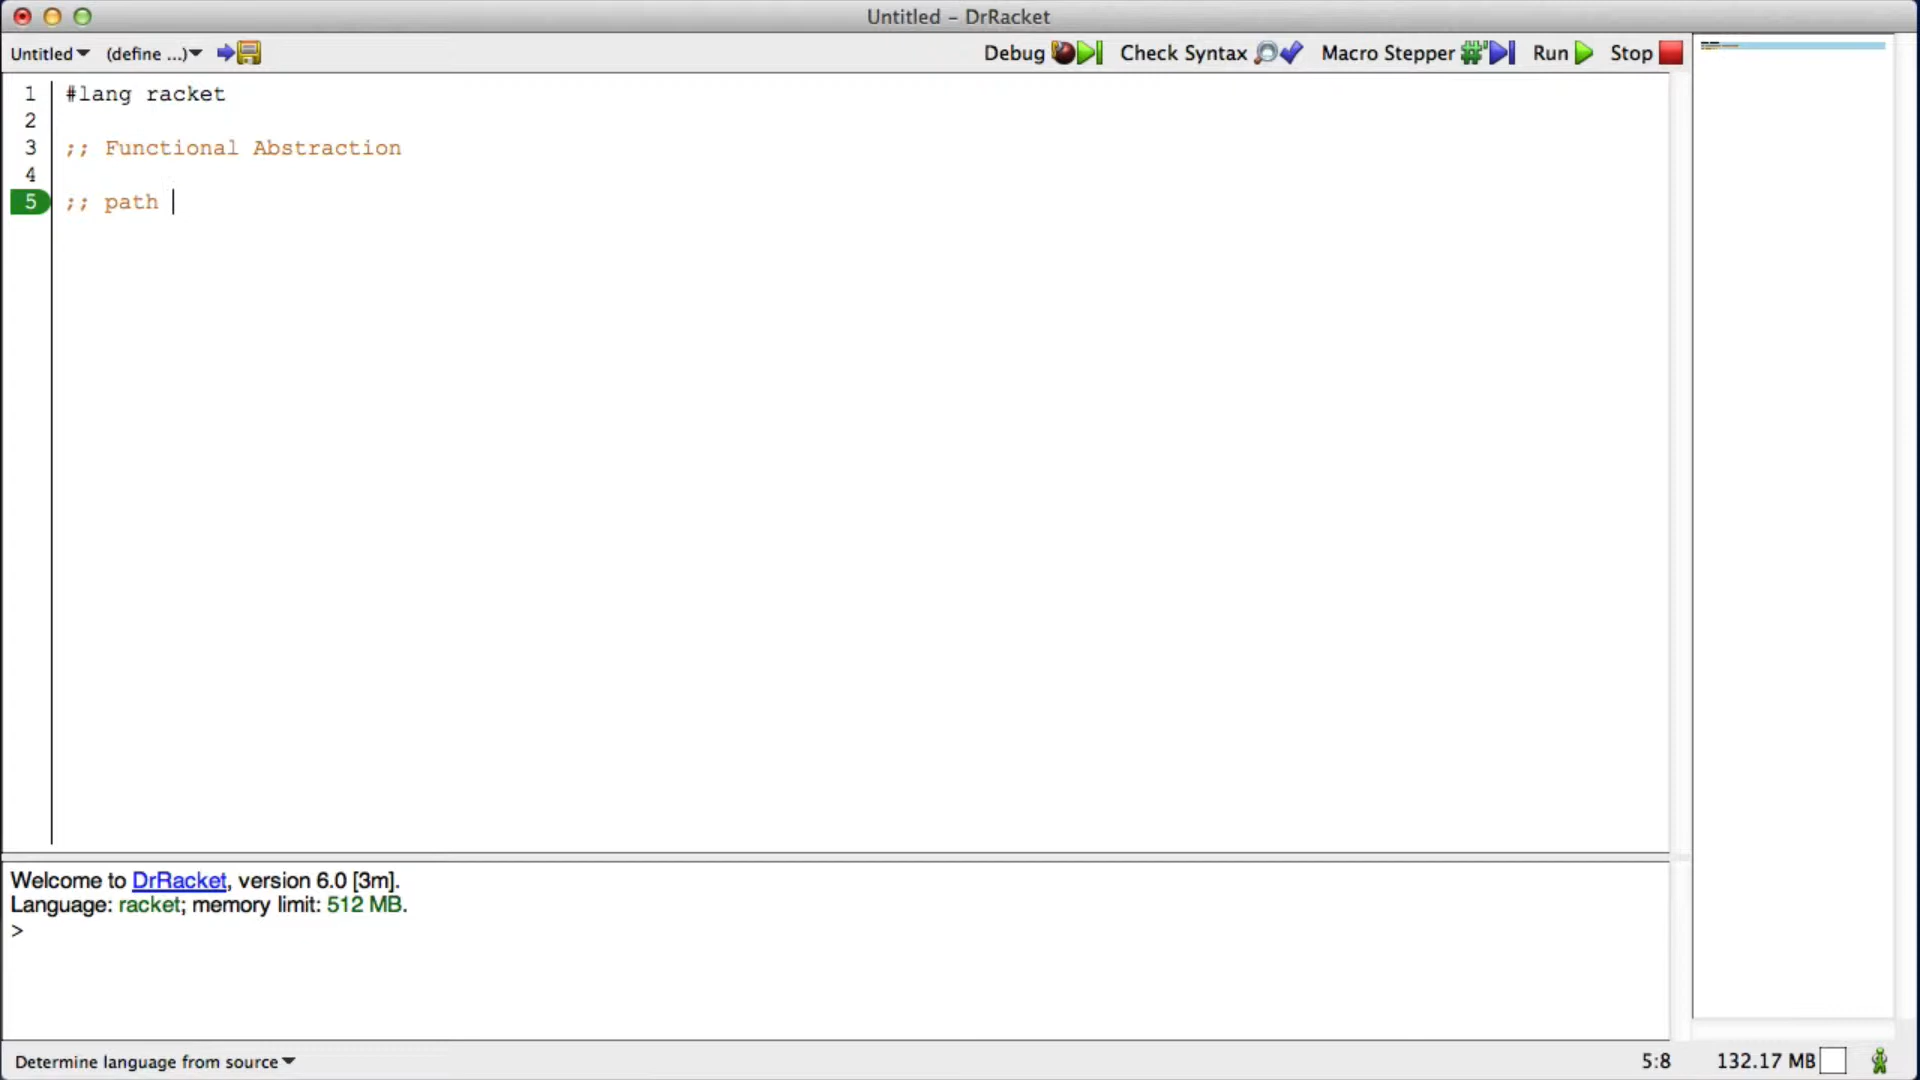 Untitled – DrRacket
Untitled (define ...) Debug Check Syntax Macro Stepper Run Stop
1 #lang racket
2
3 ;; Functional Abstraction
4
5 ;; path
Welcome to DrRacket, version 6.0 [3m].
Language: racket; memory limit: 512 MB.
>
Determine language from source 5:8 132.17 MB